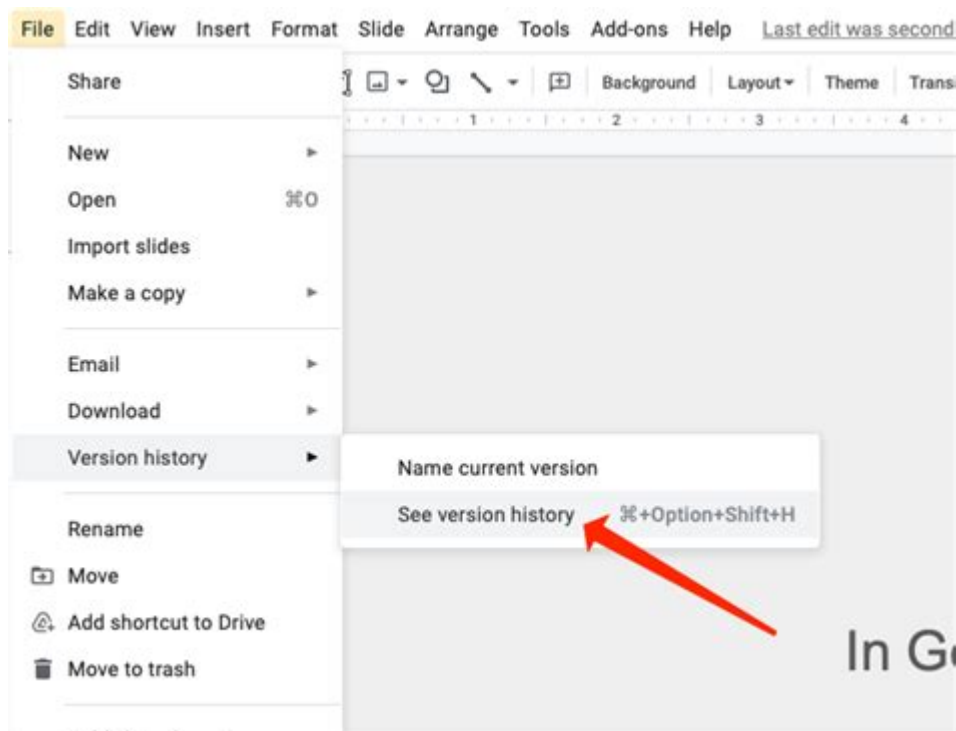 File Edit View Insert Format Slide Arrange Tools Add-ons Help Last edit was second
Share
Background Layout Theme Transi
1 2 3 4
New
Open ⌘O
Import slides
Make a copy
Email
Download
Version history
Name current version
See version history ⌘+Option+Shift+H
Rename
Move
Add shortcut to Drive
Move to trash
In G